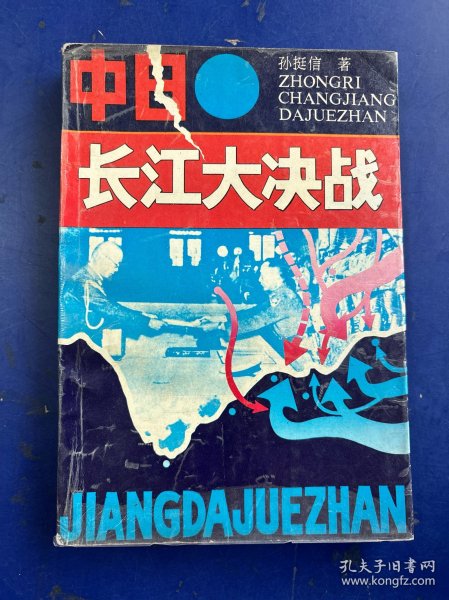 中日
孙挺信 著
ZHONGRI
CHANGJIANG
DAJUEZHAN
长江大决战
JIANGDAJUEZHAN
孔夫子旧书网
www.kongfz.com